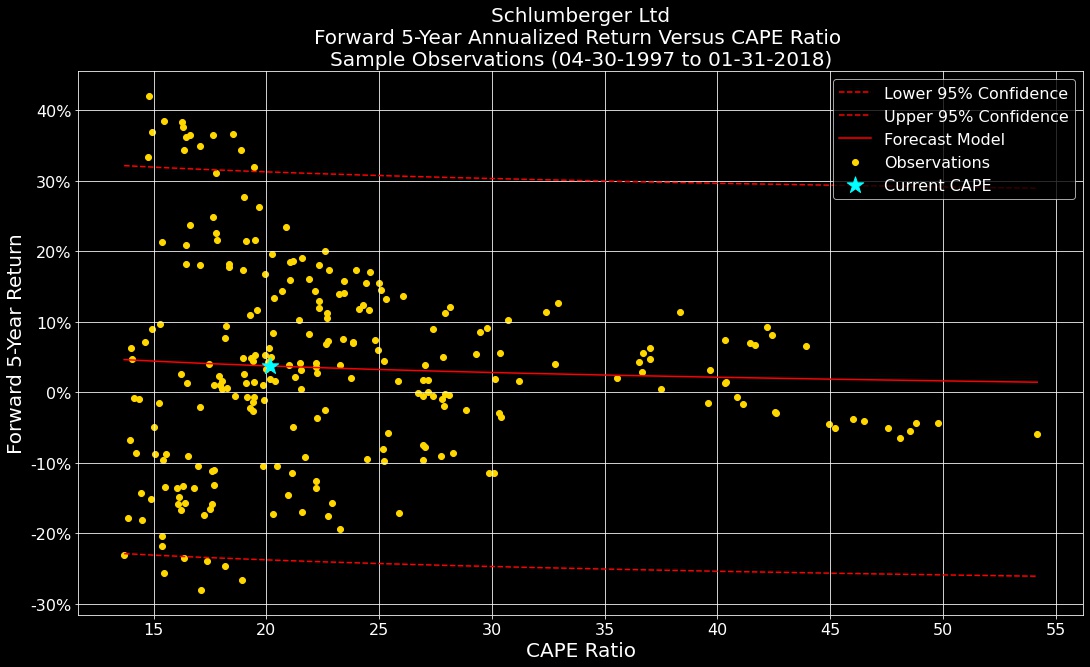 Schlumberger Ltd
Forward 5-Year Annualized Return Versus CAPE Ratio
Sample Observations (04-30-1997 to 01-31-2018)
Lower 95% Confidence
Upper 95% Confidence
Forecast Model
Observations
Current CAPE
Forward 5-Year Return
40%
30%
20%
10%
0%
-10%
-20%
-30%
15 20 25 30 35 40 45 50 55
CAPE Ratio